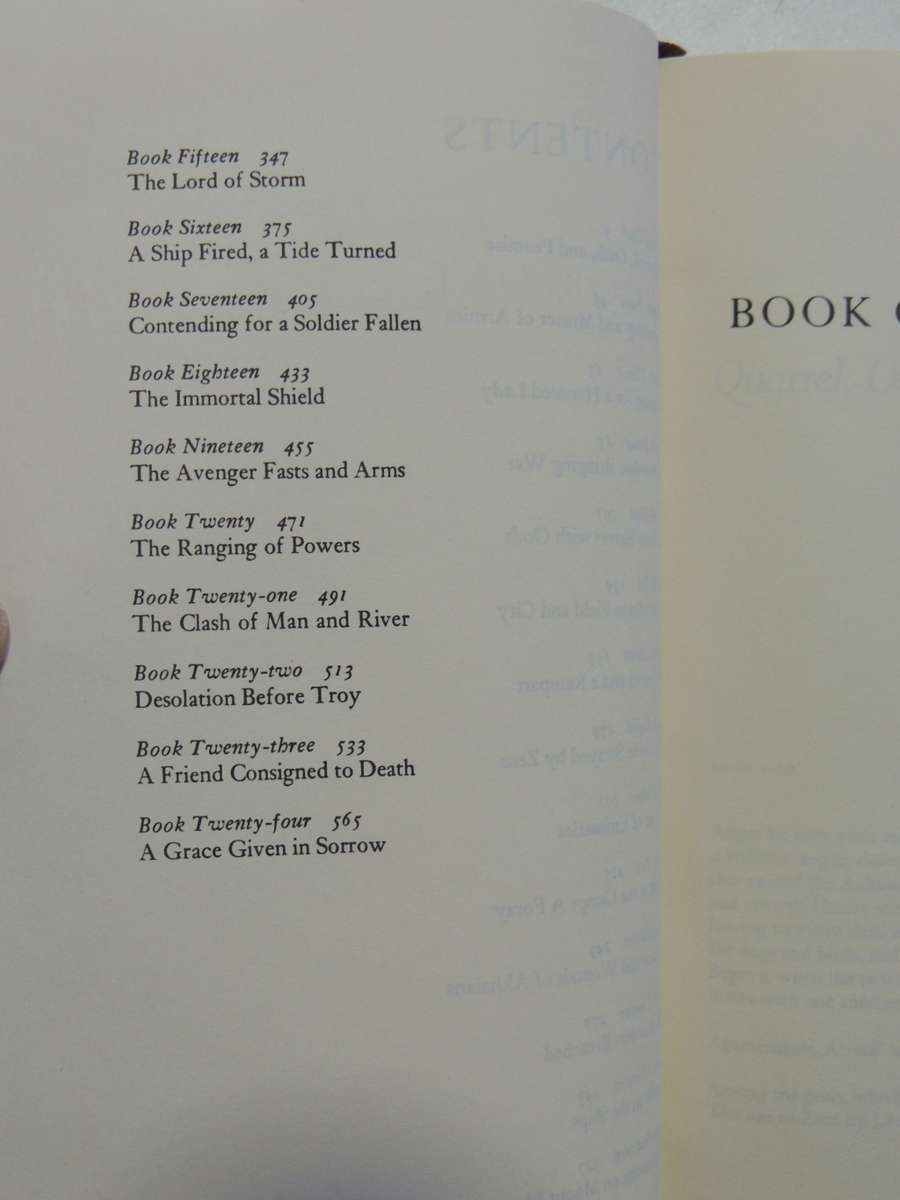 Book Fifteen 347
The Lord of Storm
Book Sixteen 375
A Ship Fired, a Tide Turned
Book Seventeen 405
Contending for a Soldier Fallen
Book Eighteen 433
The Immortal Shield
Book Nineteen 455
The Avenger Fasts and Arms
Book Twenty 471
The Ranging of Powers
Book Twenty-one 491
The Clash of Man and River
Book Twenty-two 513
Desolation Before Troy
Book Twenty-three 533
A Friend Consigned to Death
Book Twenty-four 565
A Grace Given in Sorrow
BOOK